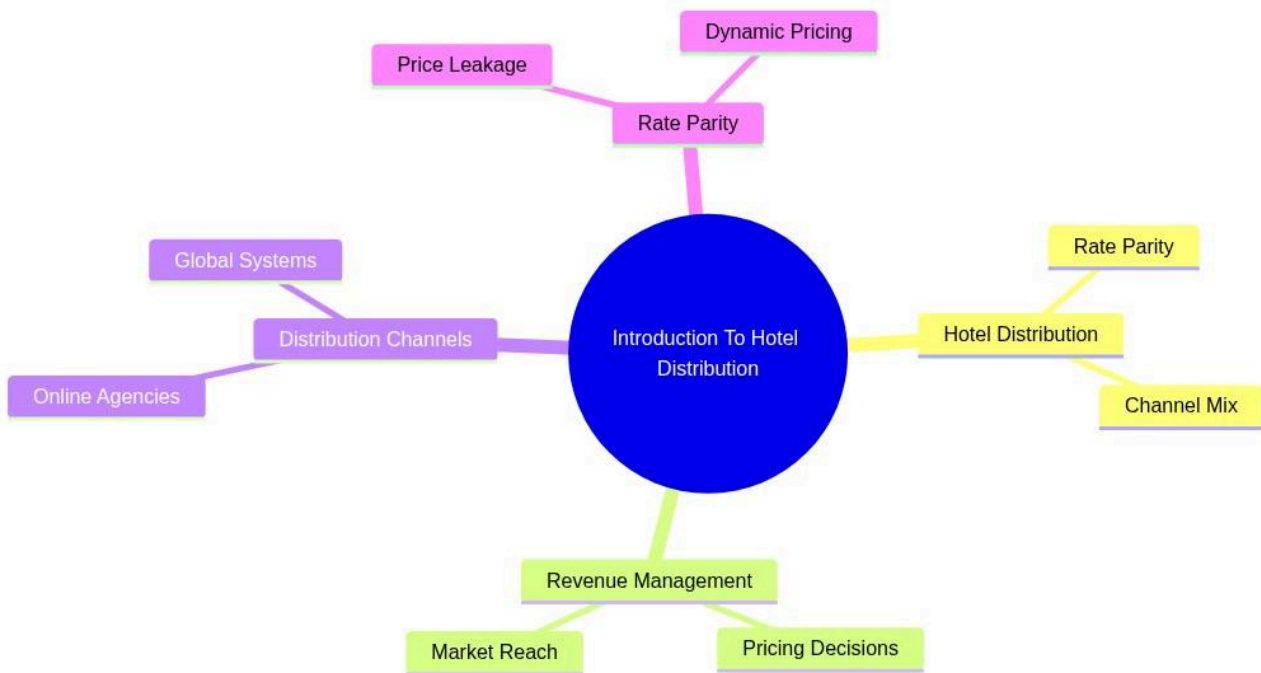 Dynamic Pricing
Price Leakage
Rate Parity
Global Systems
Distribution Channels
Online Agencies
Introduction To Hotel
Distribution
Rate Parity
Hotel Distribution
Channel Mix
Revenue Management
Market Reach
Pricing Decisions